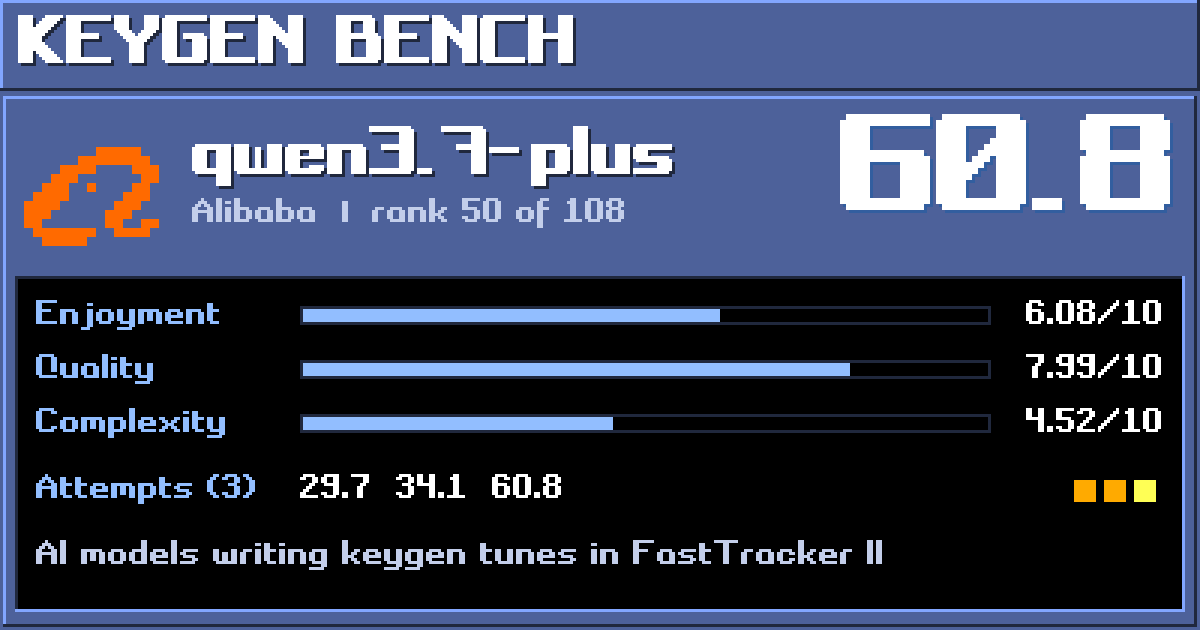 KEYGEN BENCH
qwen3.7-plus
60.8
Alibaba | rank 50 of 108
Enjoyment 6.08/10
Quality 7.99/10
Complexity 4.52/10
Attempts (3) 29.7 34.1 60.8
AI models writing keygen tunes in FastTracker II